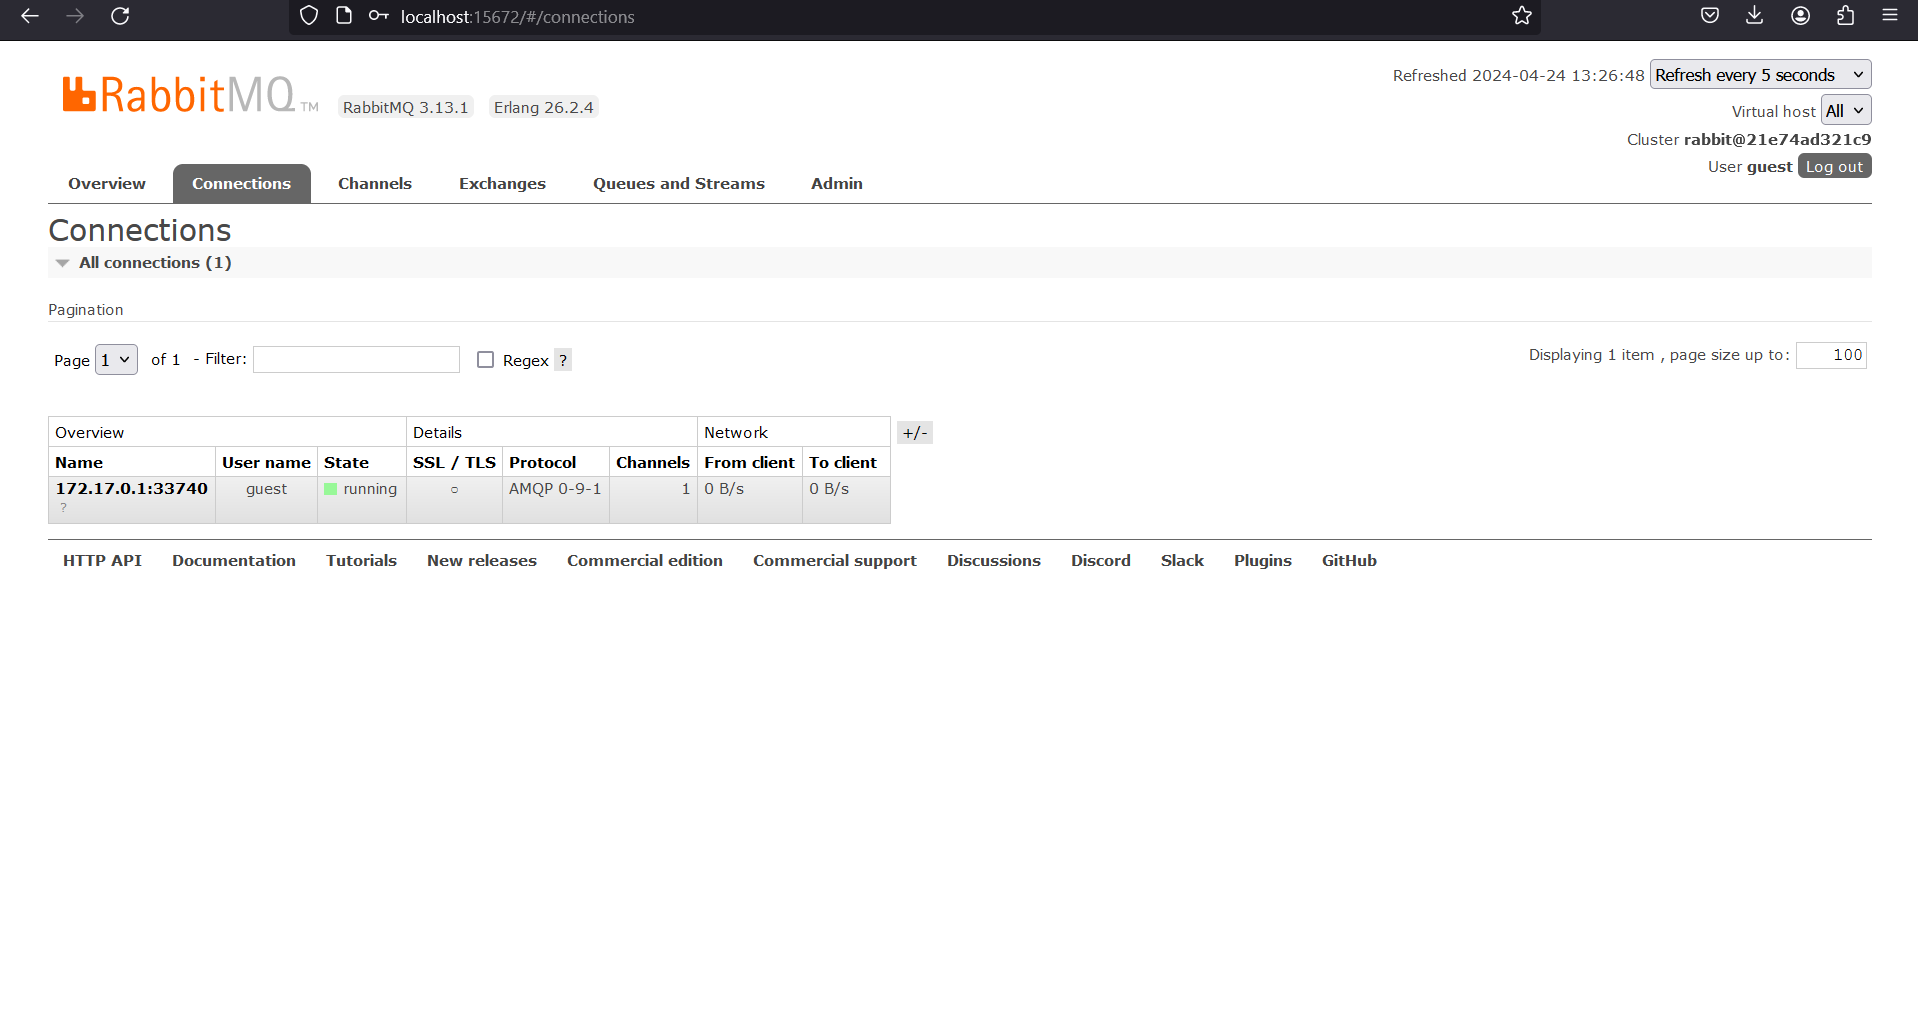 localhost:15672/#/connections
RabbitMQ TM
RabbitMQ 3.13.1 Erlang 26.2.4
Refreshed 2024-04-24 13:26:48 Refresh every 5 seconds
Virtual host All
Cluster rabbit@21e74ad321c9
User guest Log out
Overview Connections Channels Exchanges Queues and Streams Admin
Connections
All connections (1)
Pagination
Page 1 of 1 - Filter: Regex ? Displaying 1 item , page size up to: 100
Overview Details Network +/-
Name User name State SSL / TLS Protocol Channels From client To client
172.17.0.1:33740 guest running ○ AMQP 0-9-1 1 0 B/s 0 B/s
?
HTTP API Documentation Tutorials New releases Commercial edition Commercial support Discussions Discord Slack Plugins GitHub